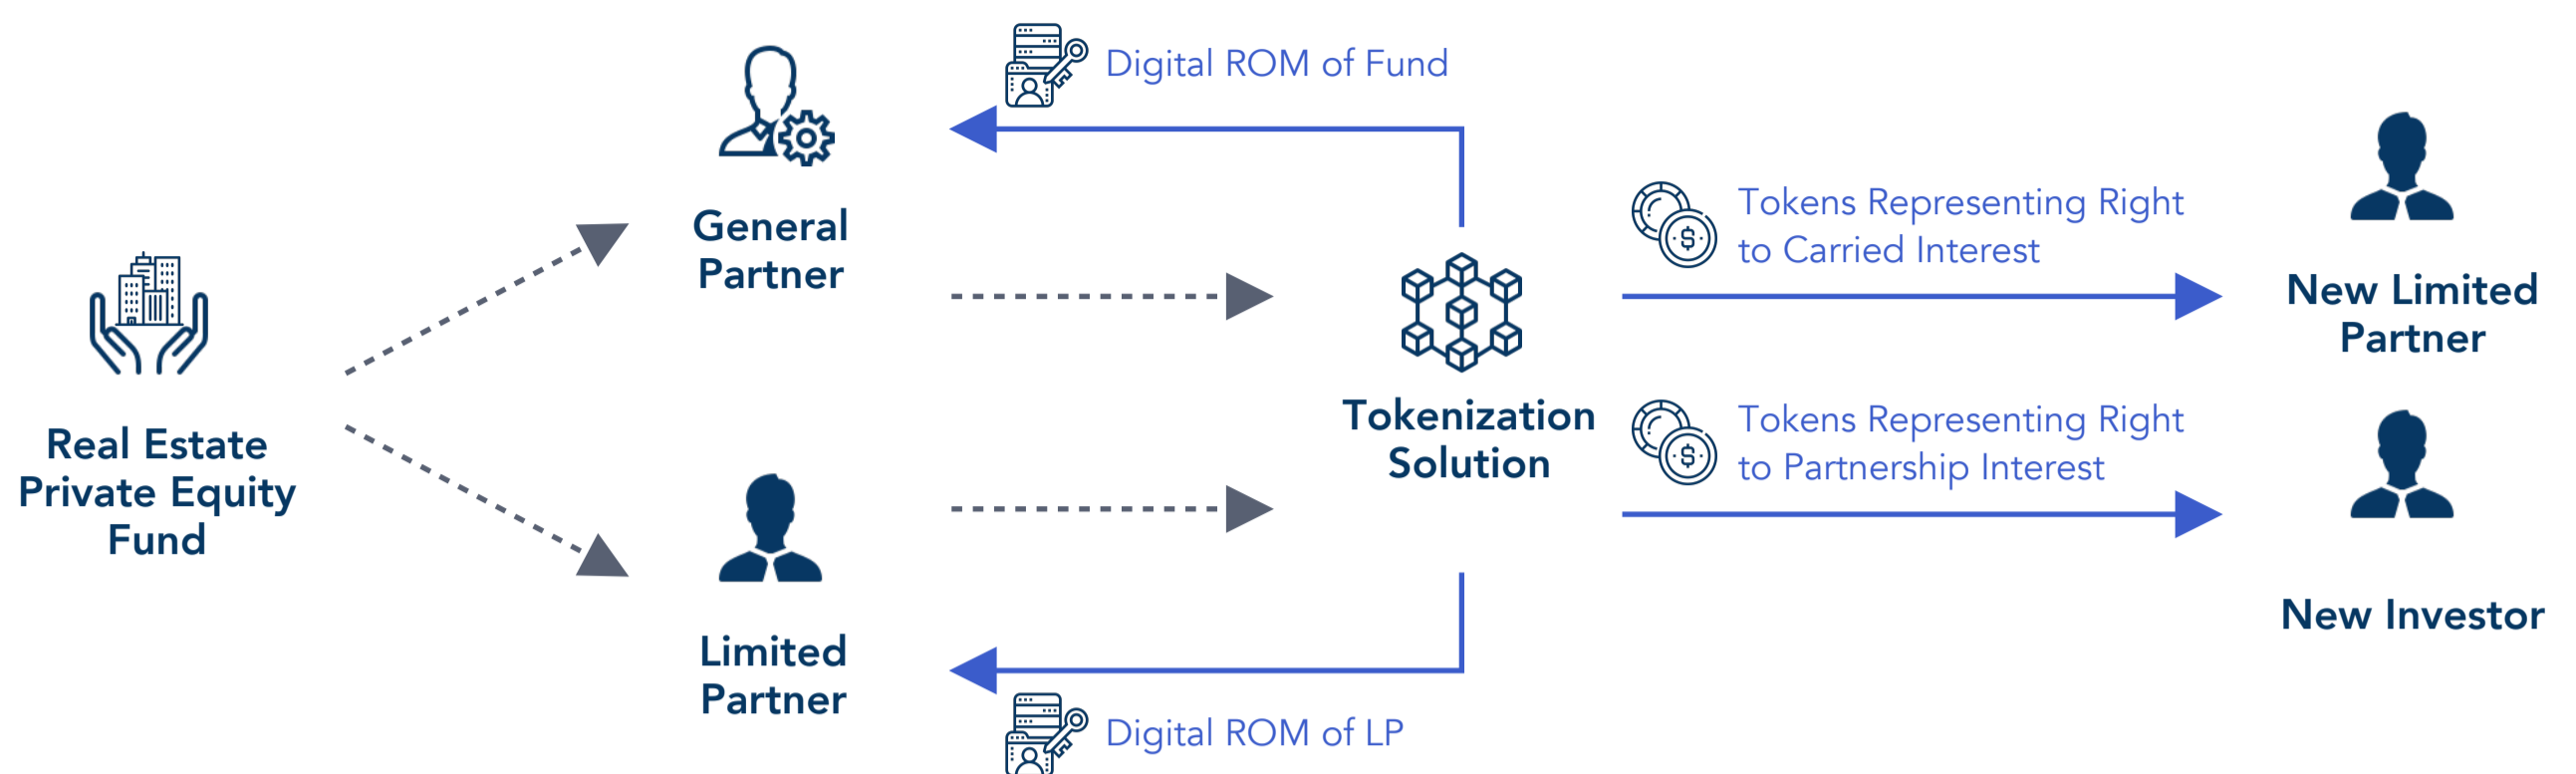 Digital ROM of Fund
General
Partner
Tokens Representing Right
to Carried Interest
New Limited
Partner
Real Estate
Private Equity
Fund
Tokenization
Solution
Tokens Representing Right
to Partnership Interest
New Investor
Limited
Partner
Digital ROM of LP